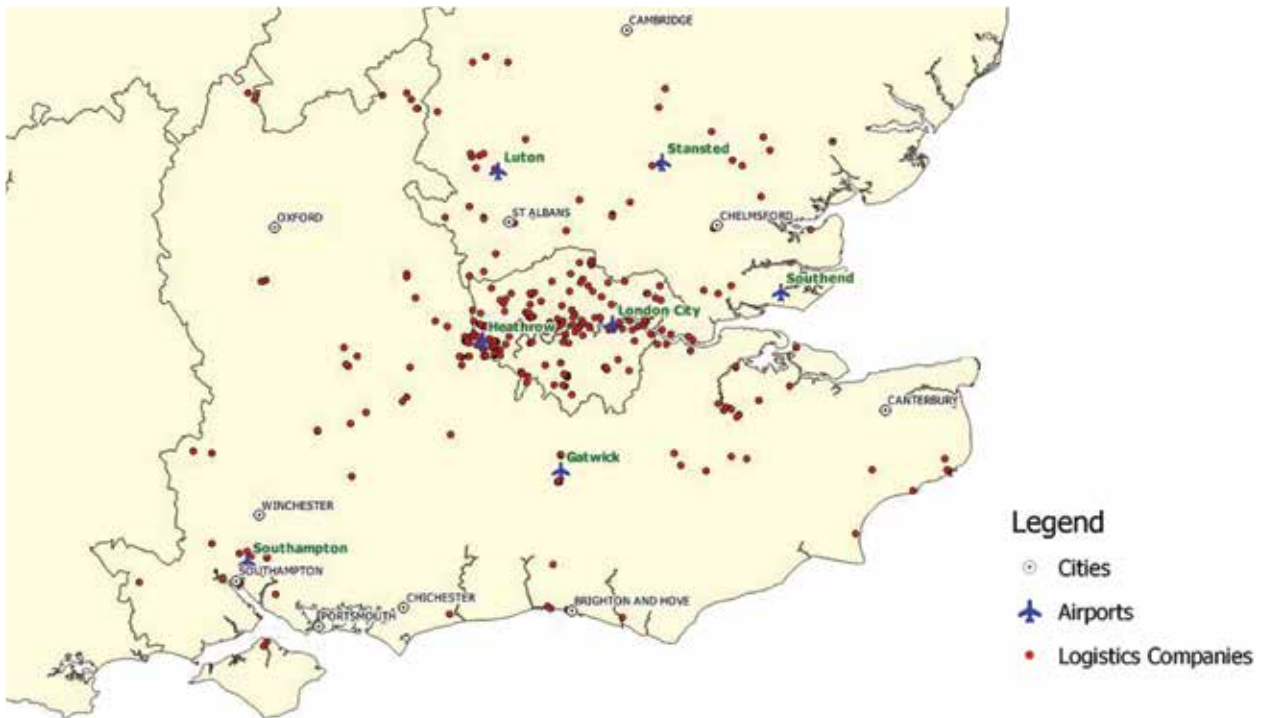 CAMBRIDGE
Luton
Stansted
OXFORD
ST ALBANS
CHELMSFORD
Southend
London City
Heathrow
CANTERBURY
Gatwick
WINCHESTER
Southampton
SOUTHAMPTON
CHICHESTER
BRIGHTON AND HOVE
PORTSMOUTH
Legend
Cities
Airports
Logistics Companies